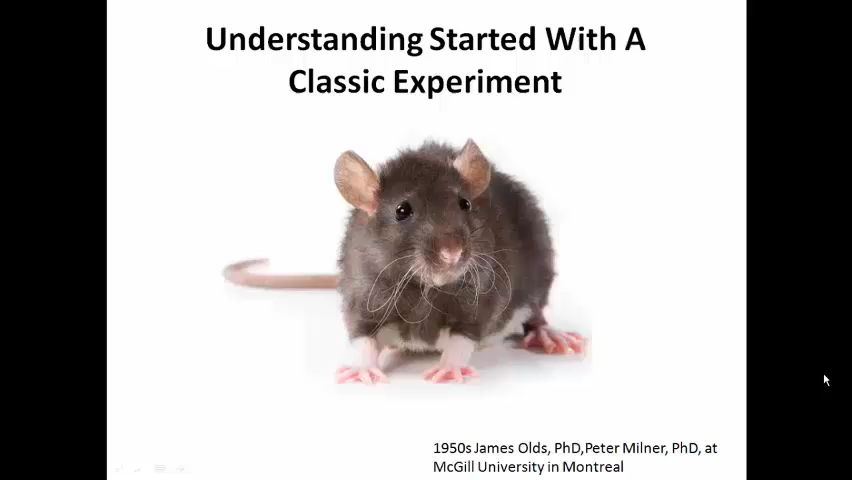 Understanding Started With A
Classic Experiment
1950s James Olds, PhD,Peter Milner, PhD, at
McGill University in Montreal